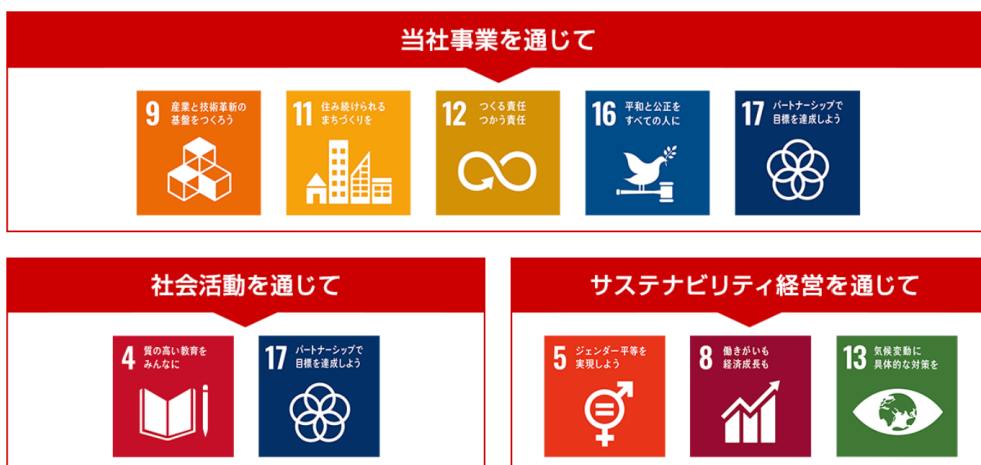 当社事業を通じて
9 産業と技術革新の
基盤をつくろう
11 住み続けられる
まちづくりを
12 つくる責任
つかう責任
16 平和と公正を
すべての人に
17 パートナーシップで
目標を達成しよう
社会活動を通じて
4 質の高い教育を
みんなに
17 パートナーシップで
目標を達成しよう
サステナビリティ経営を通じて
5 ジェンダー平等を
実現しよう
8 働きがいも
経済成長も
13 気候変動に
具体的な対策を